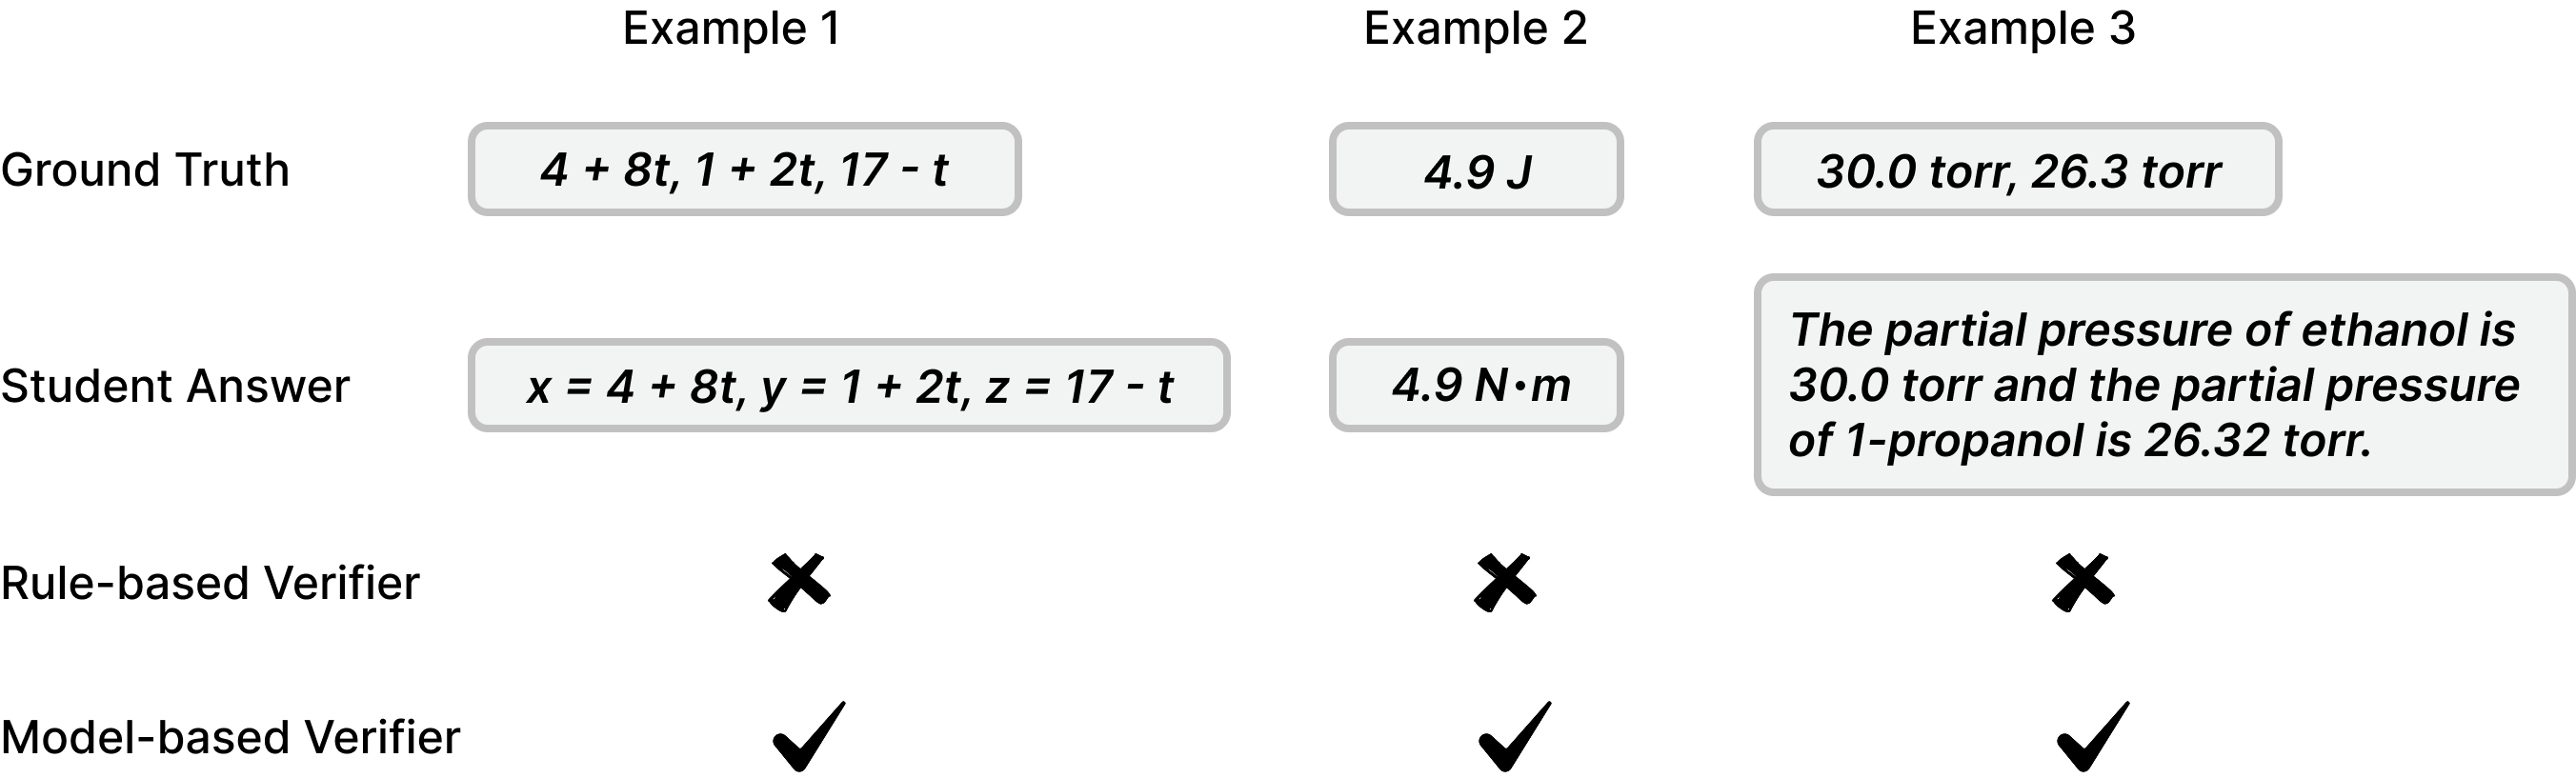 Example 1
Example 2
Example 3
Ground Truth
4 + 8t, 1 + 2t, 17 - t
4.9 J
30.0 torr, 26.3 torr
Student Answer
x = 4 + 8t, y = 1 + 2t, z = 17 - t
4.9 N·m
The partial pressure of ethanol is
30.0 torr and the partial pressure
of 1-propanol is 26.32 torr.
Rule-based Verifier
Model-based Verifier